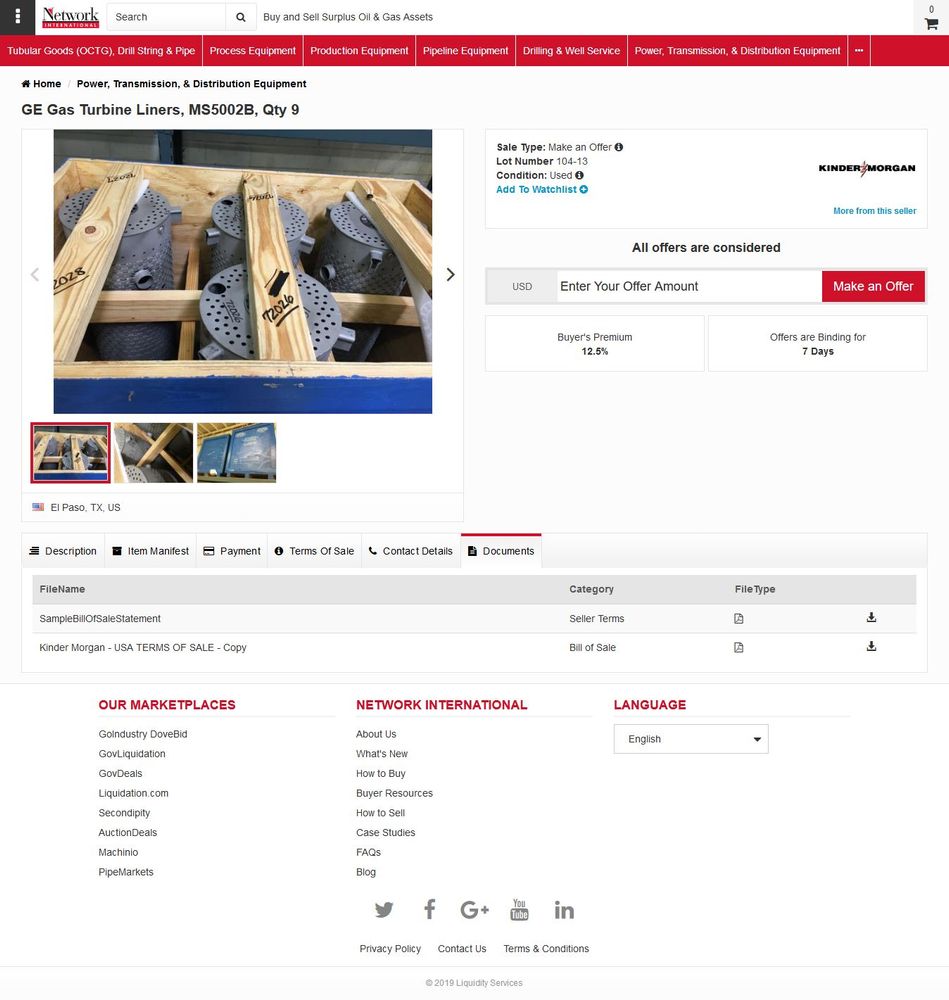 Network
INTERNATIONAL
Search
Buy and Sell Surplus Oil & Gas Assets
0
Tubular Goods (OCTG), Drill String & Pipe
Process Equipment
Production Equipment
Pipeline Equipment
Drilling & Well Service
Power, Transmission, & Distribution Equipment
Home / Power, Transmission, & Distribution Equipment
GE Gas Turbine Liners, MS5002B, Qty 9
72028
72026
Sale Type: Make an Offer
Lot Number 104-13
Condition: Used
Add To Watchlist
KINDER MORGAN
More from this seller
All offers are considered
USD
Enter Your Offer Amount
Make an Offer
Buyer's Premium
12.5%
Offers are Binding for
7 Days
El Paso, TX, US
Description
Item Manifest
Payment
Terms Of Sale
Contact Details
Documents
FileName Category FileType
SampleBillOfSaleStatement Seller Terms
Kinder Morgan - USA TERMS OF SALE - Copy Bill of Sale
OUR MARKETPLACES
GoIndustry DoveBid
GovLiquidation
GovDeals
Liquidation.com
Secondipity
AuctionDeals
Machinio
PipeMarkets
NETWORK INTERNATIONAL
About Us
What's New
How to Buy
Buyer Resources
How to Sell
Case Studies
FAQs
Blog
LANGUAGE
English
You
Tube
Privacy Policy
Contact Us
Terms & Conditions
© 2019 Liquidity Services